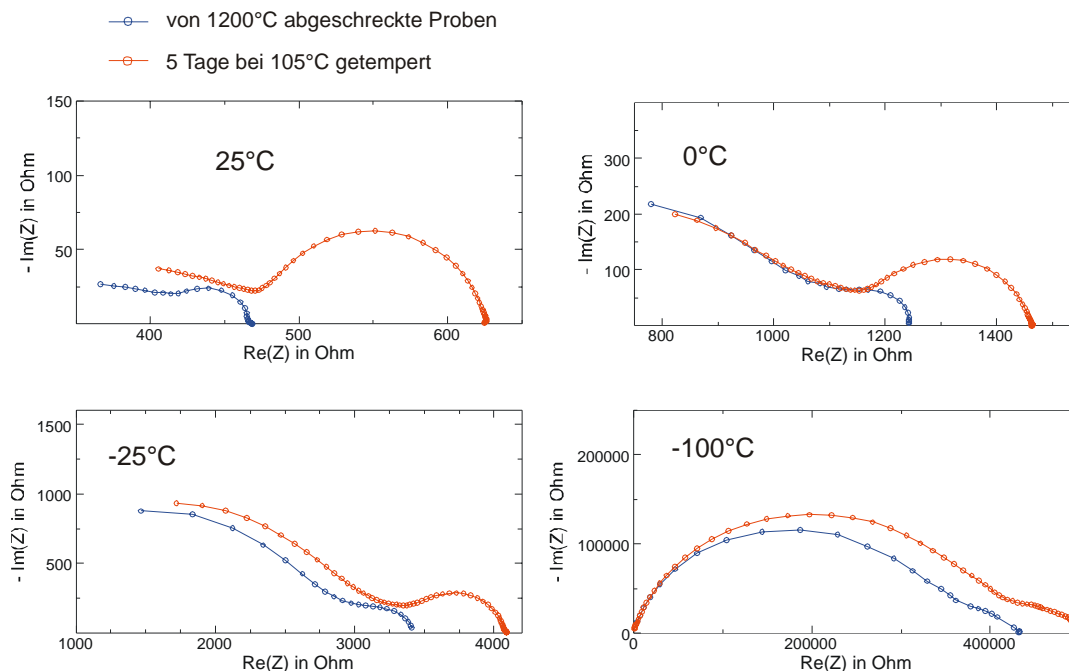 von 1200°C abgeschreckte Proben
5 Tage bei 105°C getempert
150
100
50
- Im(Z) in Ohm
25°C
400
500
600
Re(Z) in Ohm
300
200
100
- Im(Z) in Ohm
0°C
800
1000
1200
1400
Re(Z) in Ohm
1500
1000
500
0
- Im(Z) in Ohm
-25°C
1000
2000
3000
4000
Re(Z) in Ohm
200000
100000
0
- Im(Z) in Ohm
-100°C
0
200000
400000
Re(Z) in Ohm